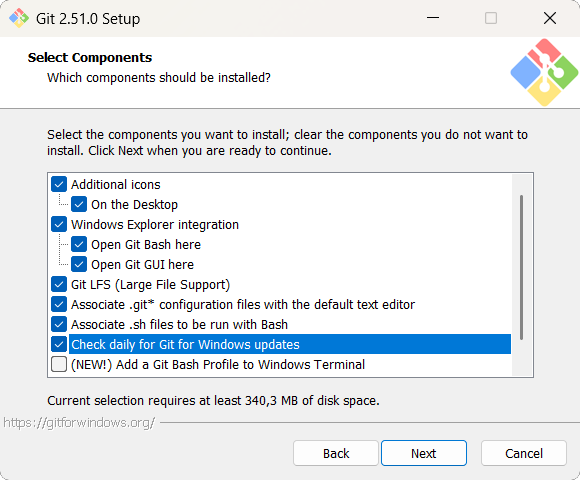 Git 2.51.0 Setup
Select Components
Which components should be installed?
Select the components you want to install; clear the components you do not want to
install. Click Next when you are ready to continue.
Additional icons
On the Desktop
Windows Explorer integration
Open Git Bash here
Open Git GUI here
Git LFS (Large File Support)
Associate .git* configuration files with the default text editor
Associate .sh files to be run with Bash
Check daily for Git for Windows updates
(NEW!) Add a Git Bash Profile to Windows Terminal
Current selection requires at least 340,3 MB of disk space.
https://gitforwindows.org/
Back
Next
Cancel